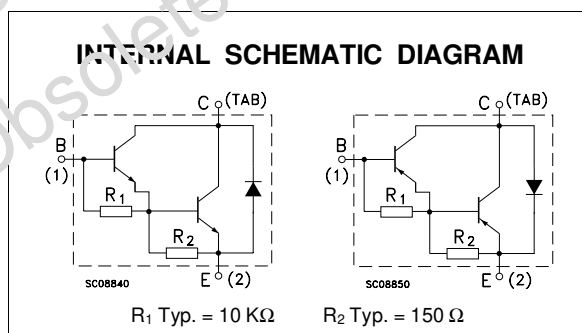 Obsolete
INTERNAL SCHEMATIC DIAGRAM
C (TAB) C (TAB)
B B
(1) (1)
R1 R1
R2 R2
E (2) E (2)
SC08840 SC08850
R1 Typ. = 10 KΩ R2 Typ. = 150 Ω